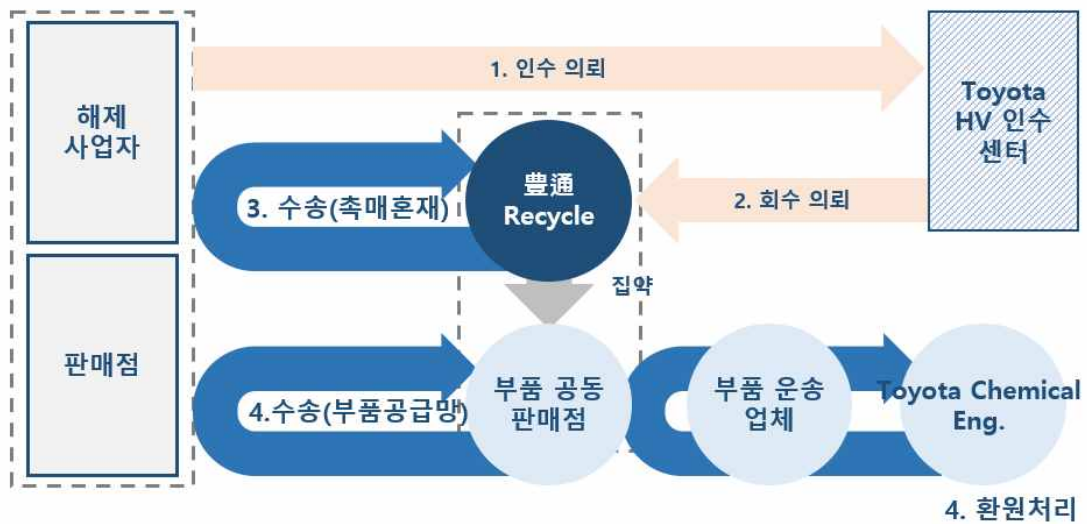 해제
사업자
1. 인수 의뢰
Toyota
HV 인수
센터
3. 수송(촉매혼재)
豊通
Recycle
2. 회수 의뢰
집약
판매점
4.수송(부품공급망)
부품 공동
판매점
부품 운송
업체
Toyota Chemical
Eng.
4. 환원처리